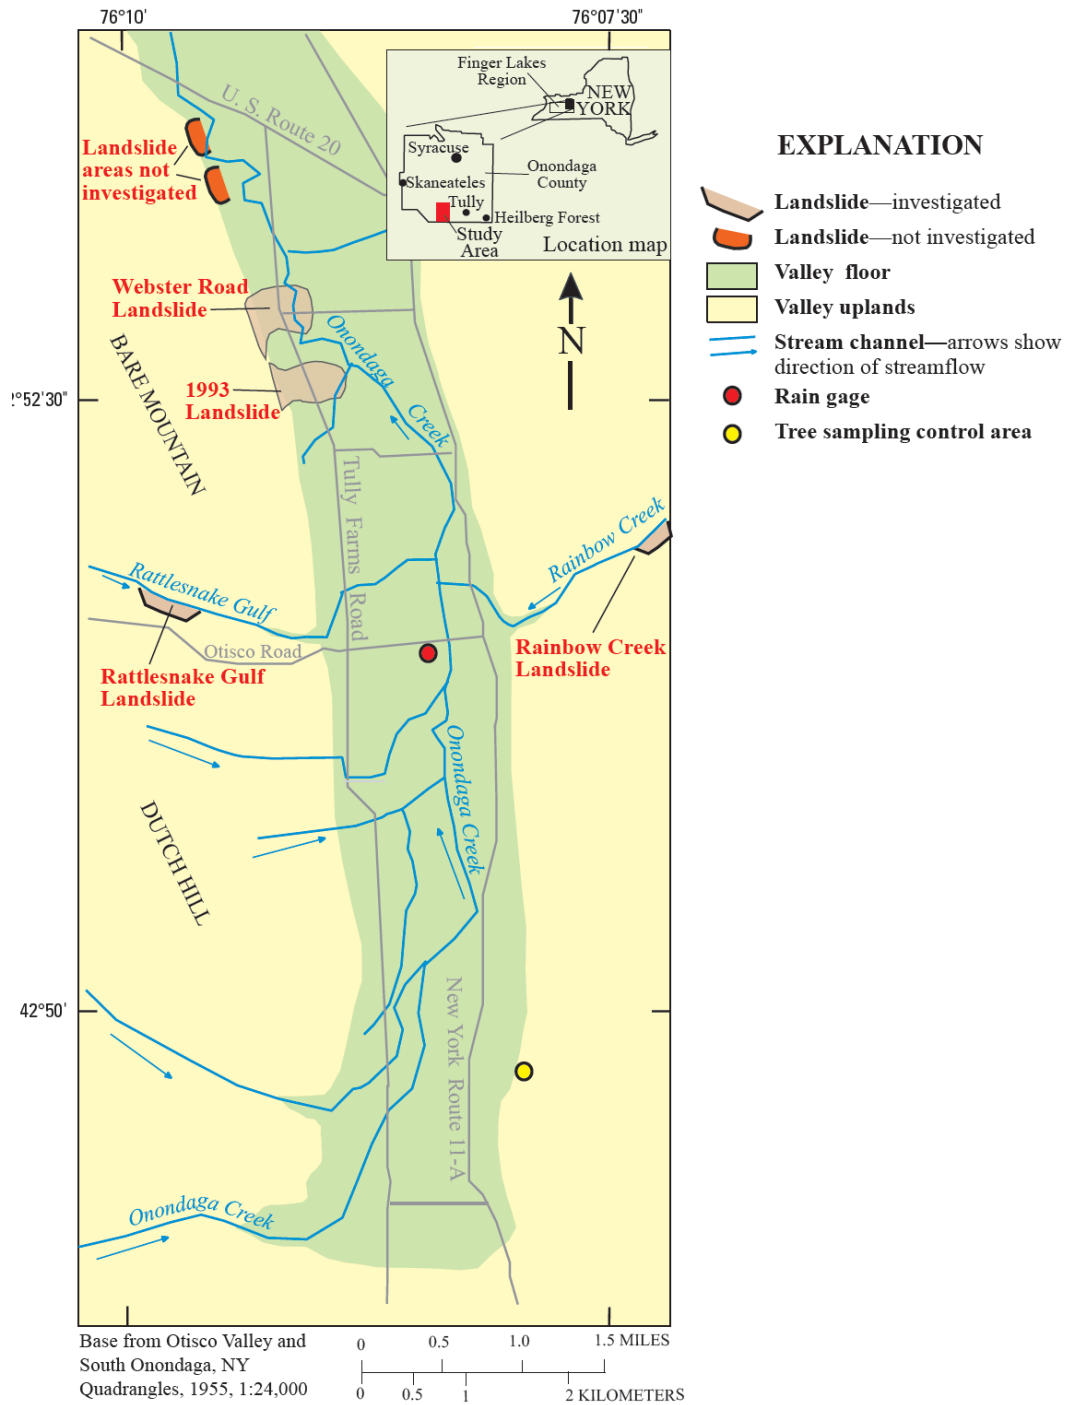 76°10'
76°07'30"
U. S. Route 20
Landslide
areas not
investigated
Finger Lakes
Region
NEW
YORK
Syracuse
Skaneateles
Tully
Onondaga
County
Heilberg Forest
Study
Area
Location map
N
Webster Road
Landslide
BARE MOUNTAIN
Onondaga
Creek
1993
Landslide
2°52'30"
Tully Farms Road
Rainbow Creek
Rattlesnake Gulf
Otisco Road
Rattlesnake Gulf
Landslide
Rainbow Creek
Landslide
Onondaga Creek
DUTCH HILL
42°50'
New York Route 11-A
Onondaga Creek
EXPLANATION
Landslide—investigated
Landslide—not investigated
Valley floor
Valley uplands
Stream channel—arrows show
direction of streamflow
Rain gage
Tree sampling control area
Base from Otisco Valley and
South Onondaga, NY
Quadrangles, 1955, 1:24,000
0 0.5 1.0 1.5 MILES
0 0.5 1 2 KILOMETERS